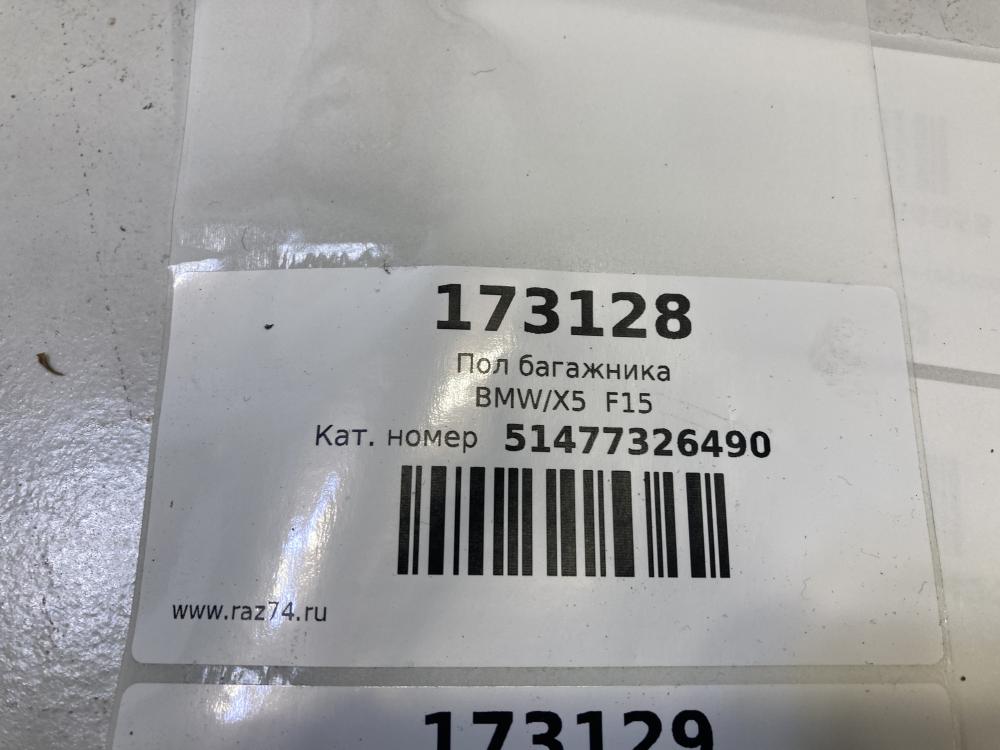 173128
Пол багажника
BMW/X5 F15
Кат. номер 51477326490
www.raz74.ru
173129